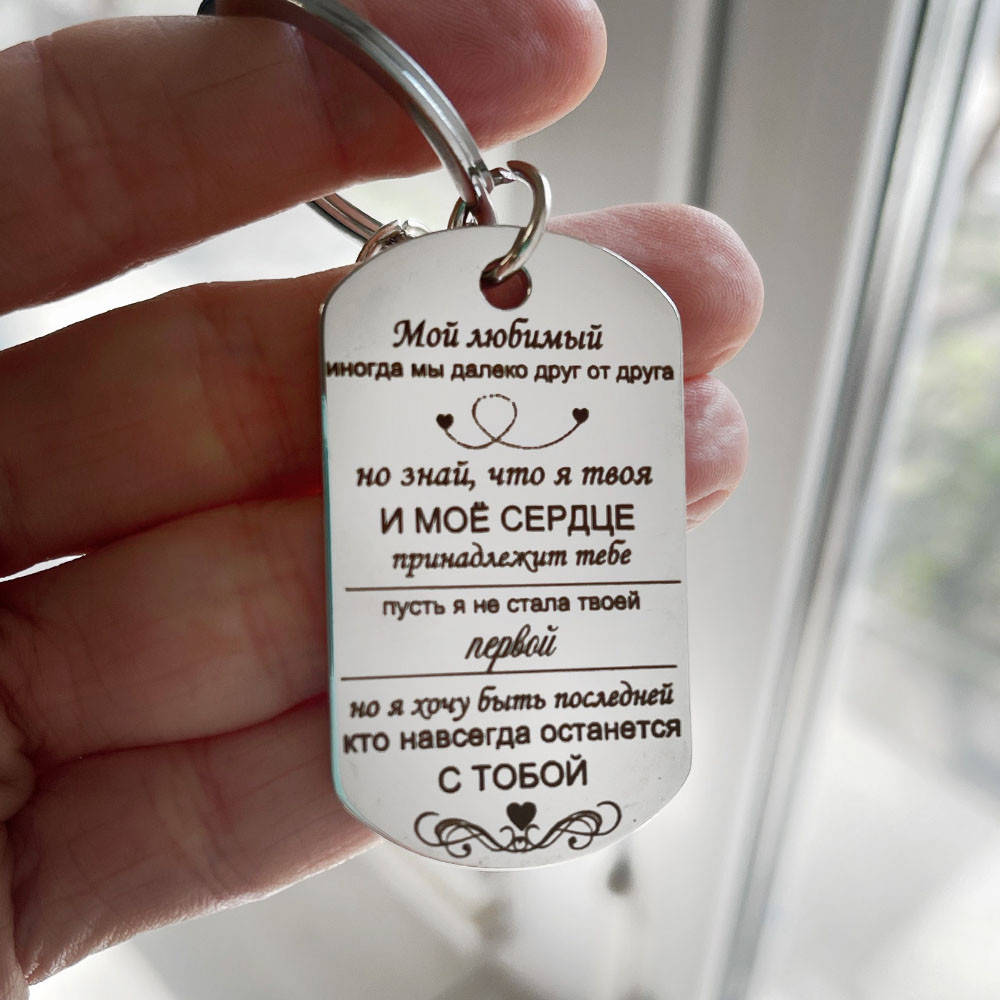 Мой любимый
иногда мы далеко друг от друга
но знай, что я твоя
И МОЁ СЕРДЦЕ
принадлежит тебе
пусть я не стала твоей
первой
но я хочу быть последней
кто навсегда останется
С ТОБОЙ